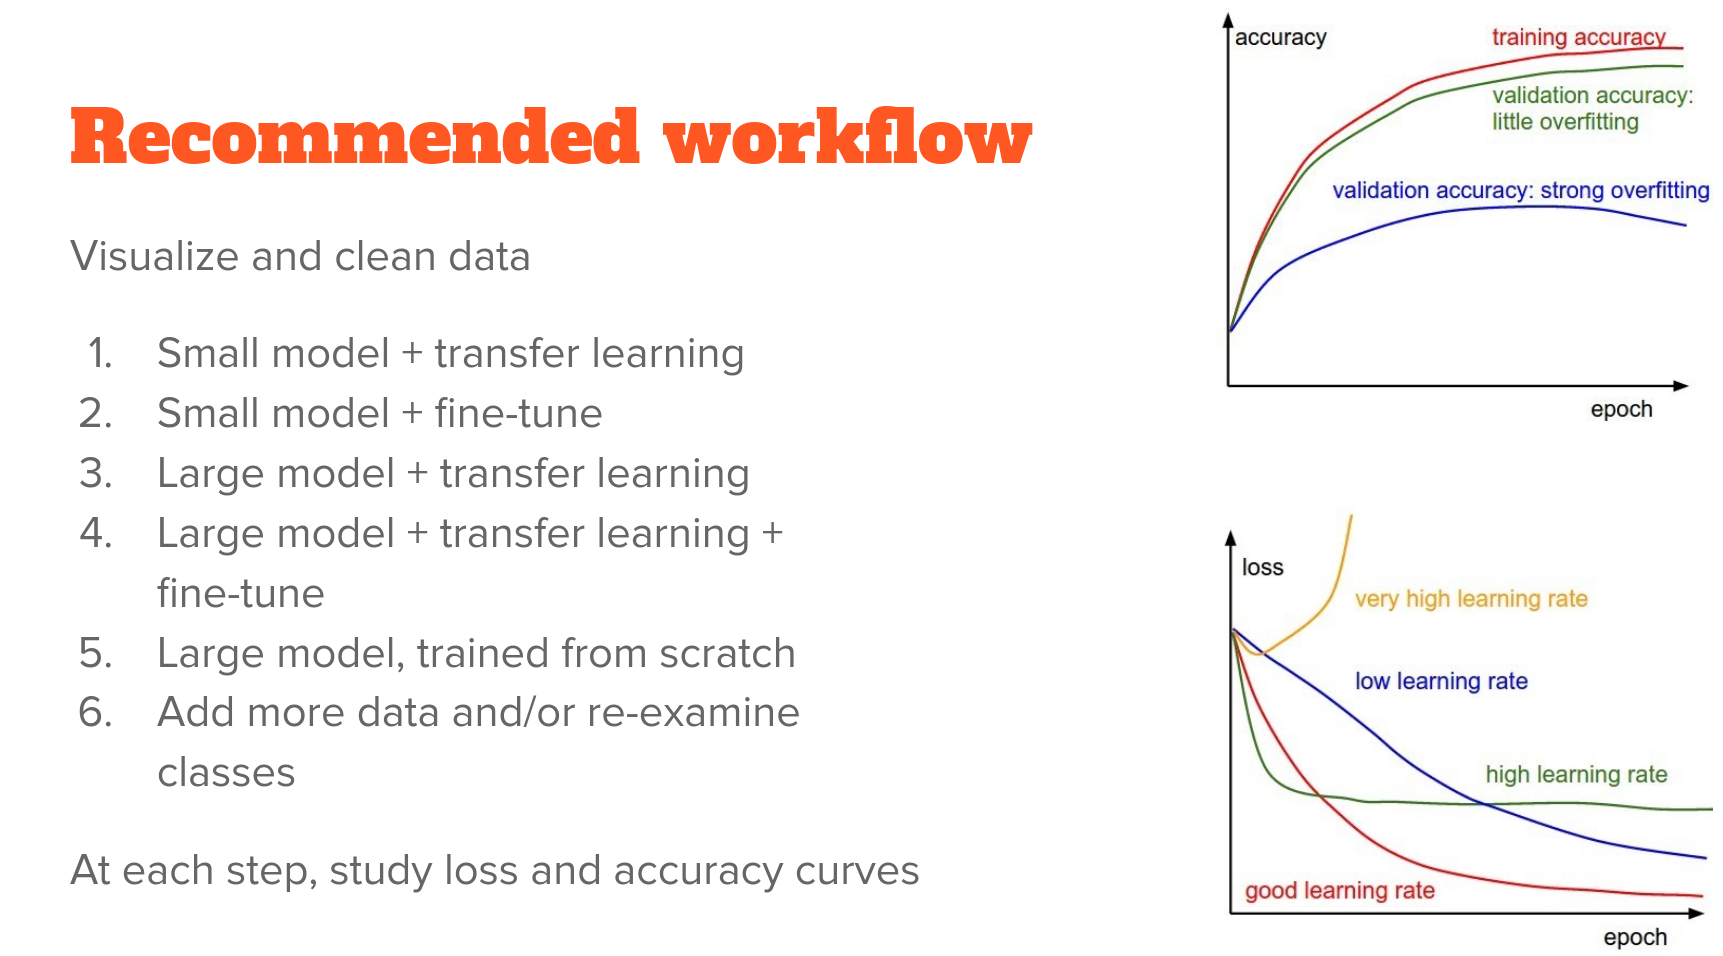 Recommended workflow
Visualize and clean data
1. Small model + transfer learning
2. Small model + fine-tune
3. Large model + transfer learning
4. Large model + transfer learning +
fine-tune
5. Large model, trained from scratch
6. Add more data and/or re-examine
classes
At each step, study loss and accuracy curves
accuracy
training accuracy
validation accuracy:
little overfitting
validation accuracy: strong overfitting
epoch
loss
very high learning rate
low learning rate
high learning rate
good learning rate
epoch